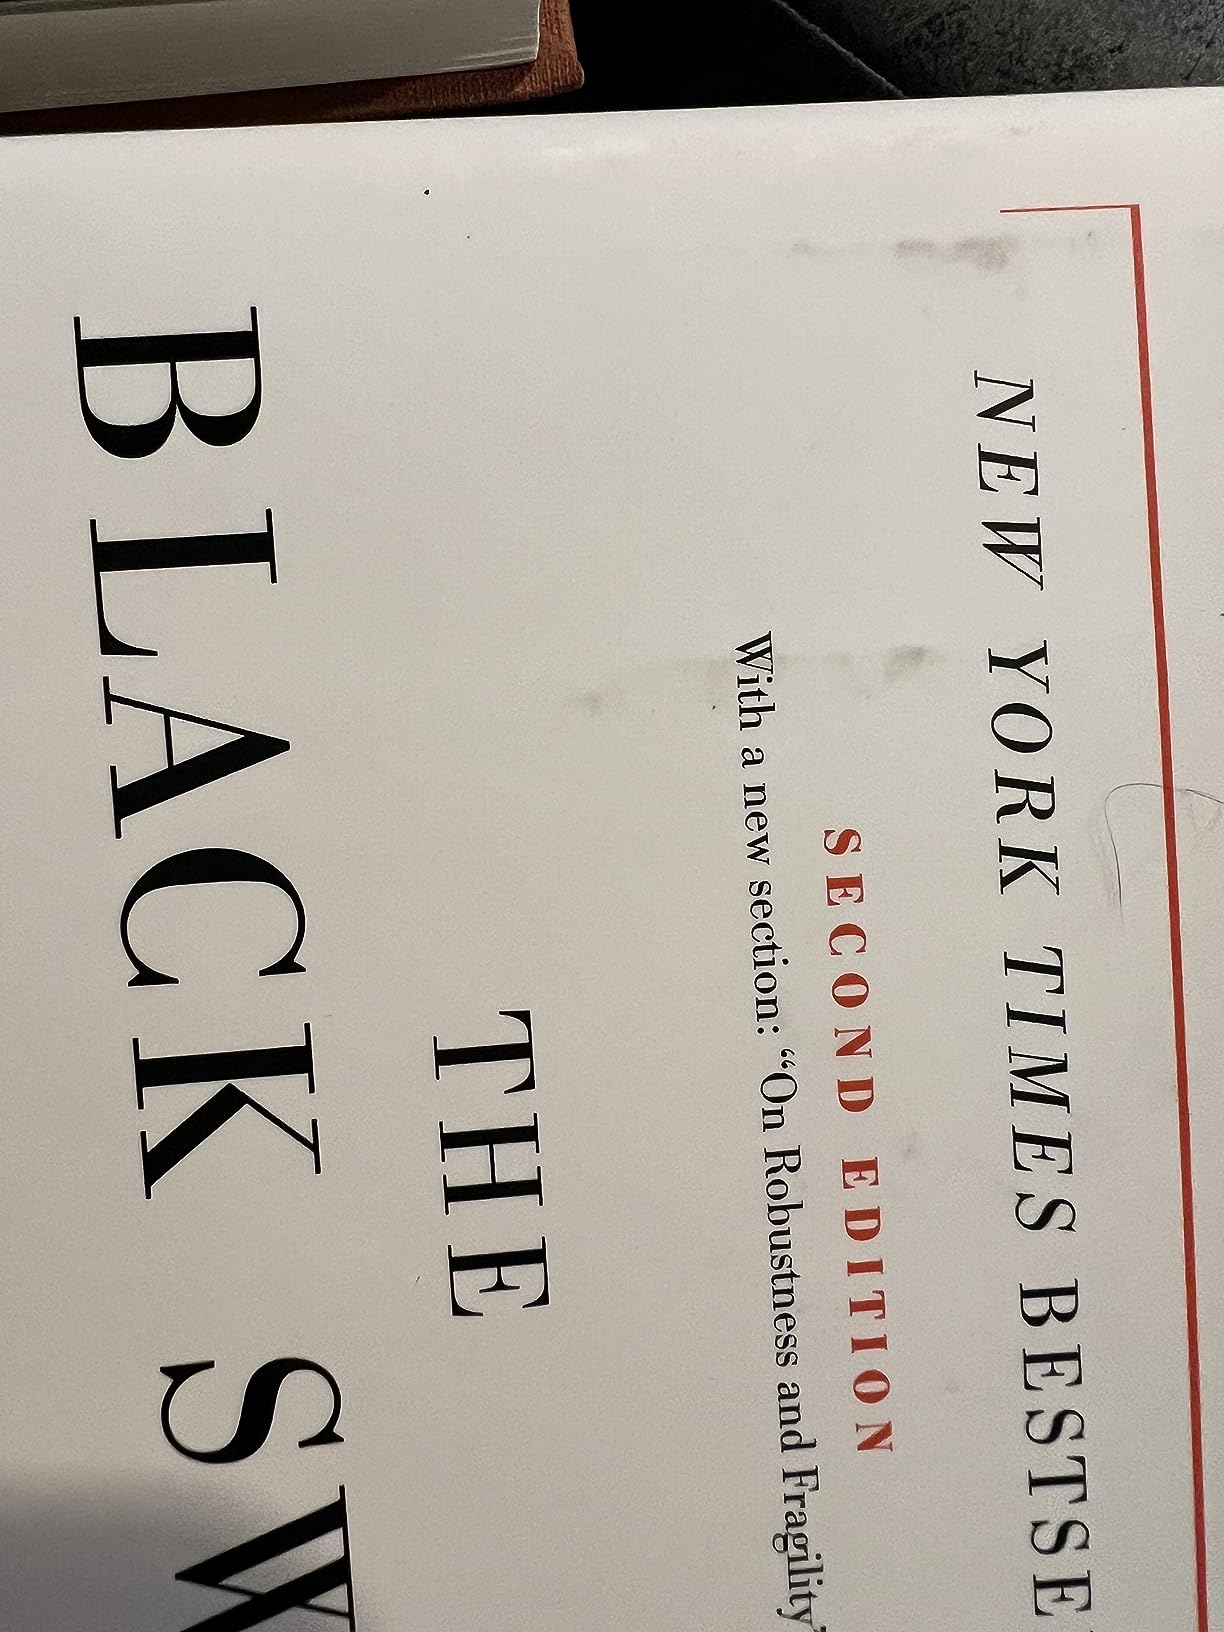 NEW YORK TIMES BESTSE
SECOND EDITION
With a new section: “On Robustness and Fragility”
THE
BLACK SW